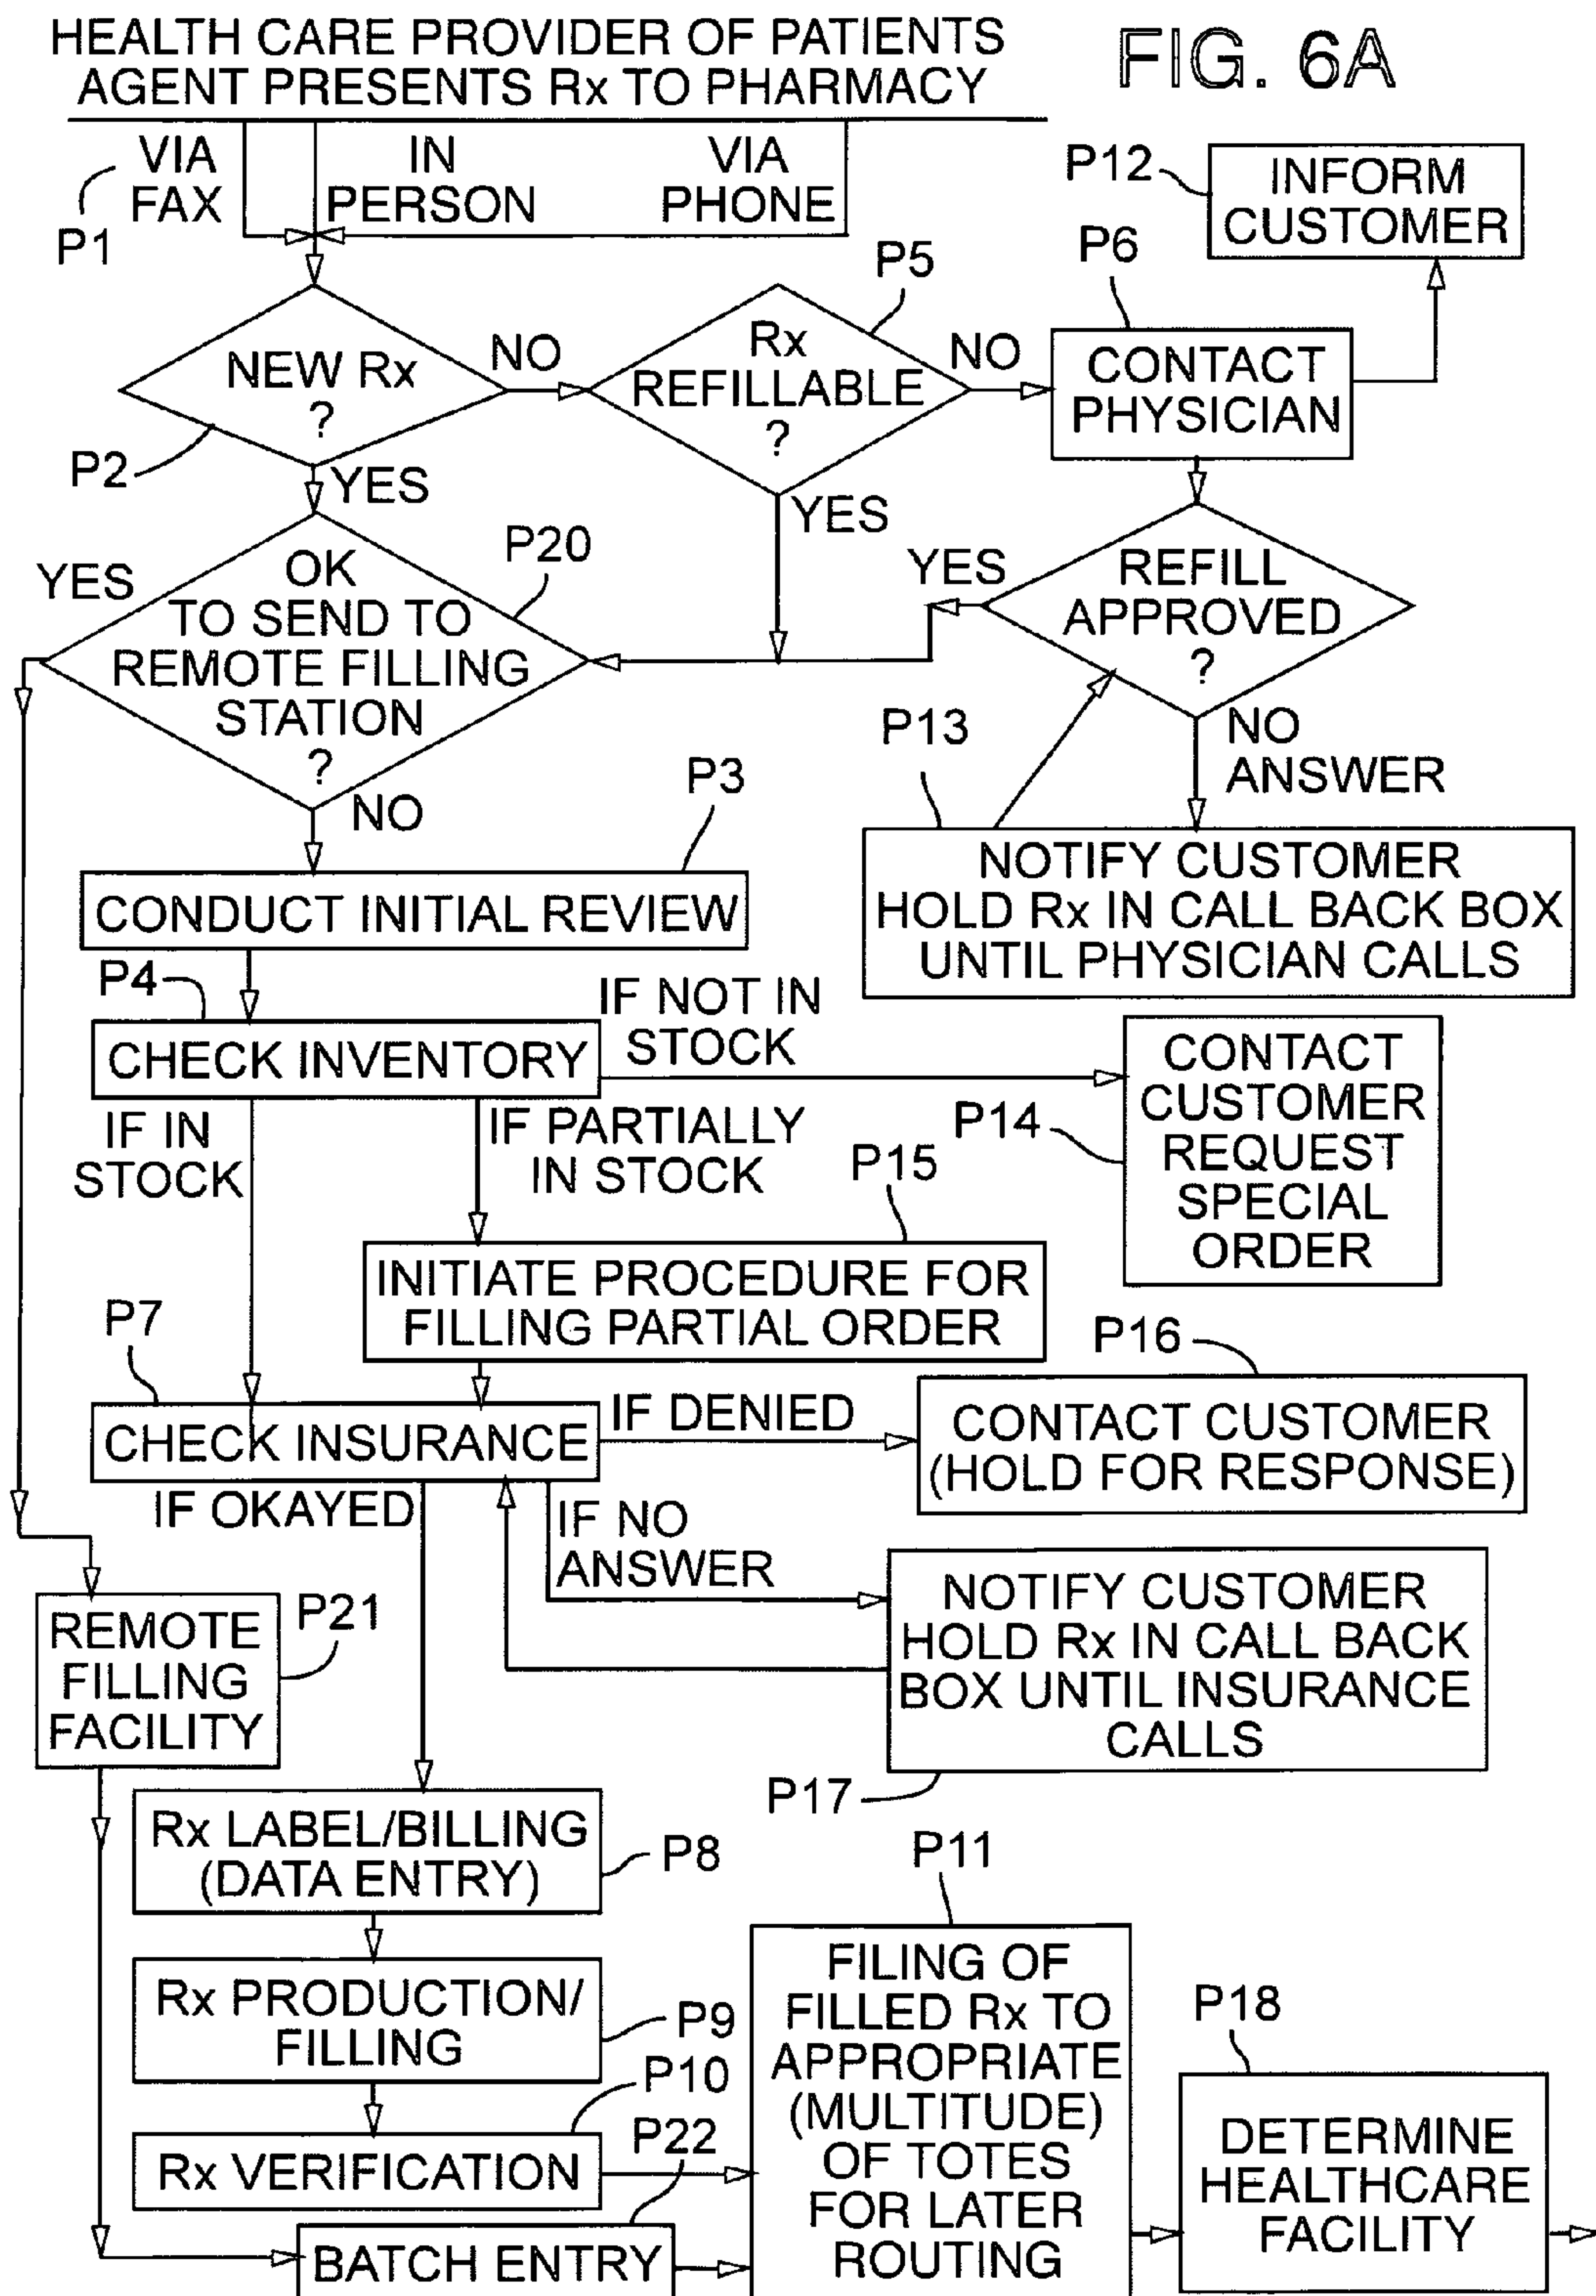 HEALTH CARE PROVIDER OF PATIENTS
AGENT PRESENTS Rx TO PHARMACY
FIG. 6A
VIA
FAX
IN
PERSON
VIA
PHONE
P1
P12
INFORM
CUSTOMER
P5
P6
NEW Rx
?
NO
Rx
REFILLABLE
?
NO
CONTACT
PHYSICIAN
P2
YES
YES
P20
YES
OK
TO SEND TO
REMOTE FILLING
STATION
?
YES
REFILL
APPROVED
?
P13
NO
ANSWER
NO
P3
CONDUCT INITIAL REVIEW
NOTIFY CUSTOMER
HOLD Rx IN CALL BACK BOX
UNTIL PHYSICIAN CALLS
P4
CHECK INVENTORY
IF NOT IN
STOCK
CONTACT
CUSTOMER
REQUEST
SPECIAL
ORDER
P14
IF IN
STOCK
IF PARTIALLY
IN STOCK
P15
INITIATE PROCEDURE FOR
FILLING PARTIAL ORDER
P7
P16
CHECK INSURANCE
IF DENIED
CONTACT CUSTOMER
(HOLD FOR RESPONSE)
IF OKAYED
IF NO
ANSWER
NOTIFY CUSTOMER
HOLD Rx IN CALL BACK
BOX UNTIL INSURANCE
CALLS
P17
REMOTE
FILLING
FACILITY
P21
Rx LABEL/BILLING
(DATA ENTRY)
P8
P11
Rx PRODUCTION/
FILLING
P9
P10
Rx VERIFICATION
P22
BATCH ENTRY
FILING OF
FILLED Rx TO
APPROPRIATE
(MULTITUDE)
OF TOTES
FOR LATER
ROUTING
P18
DETERMINE
HEALTHCARE
FACILITY